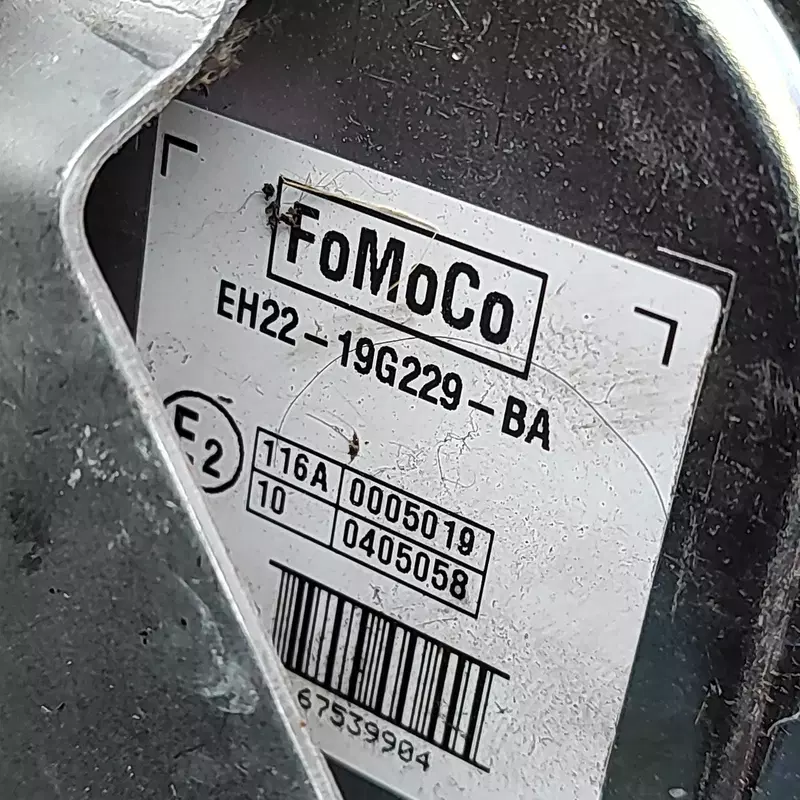 FoMoCo
EH22-19G229-BA
E2
116A 0005019
10 0405058
67539904